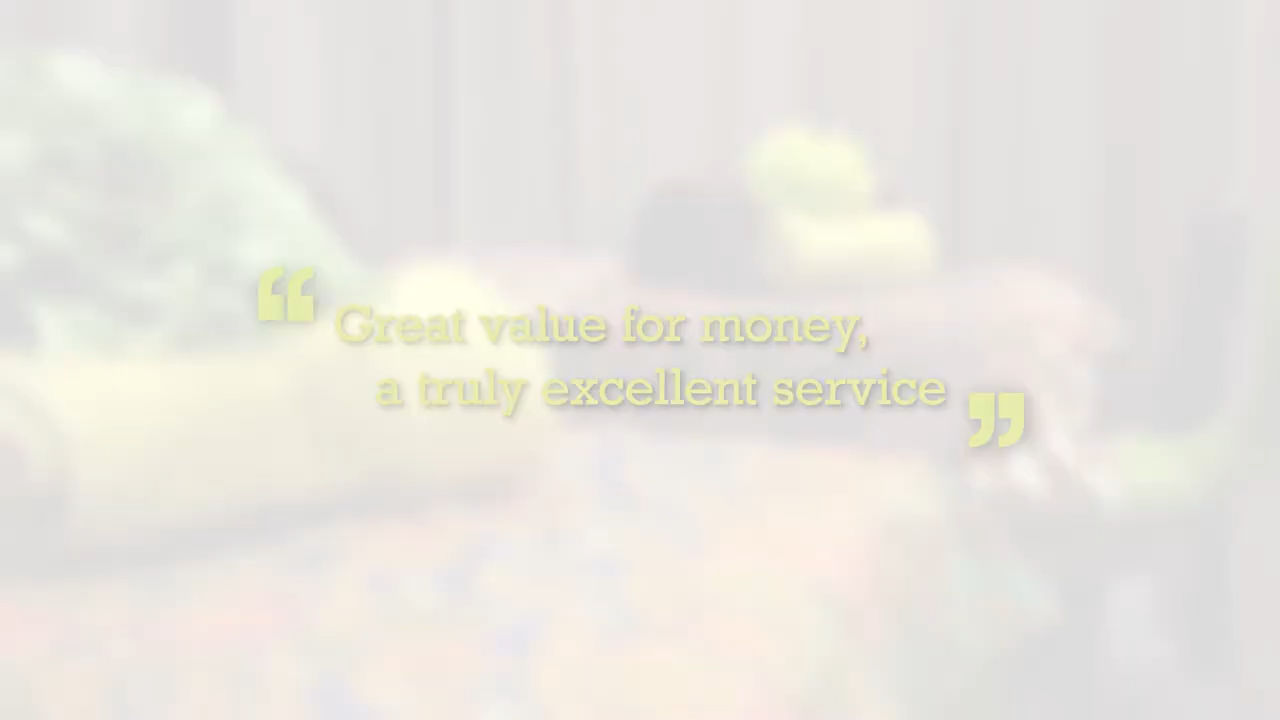 “ Great value for money,
a truly excellent service ”